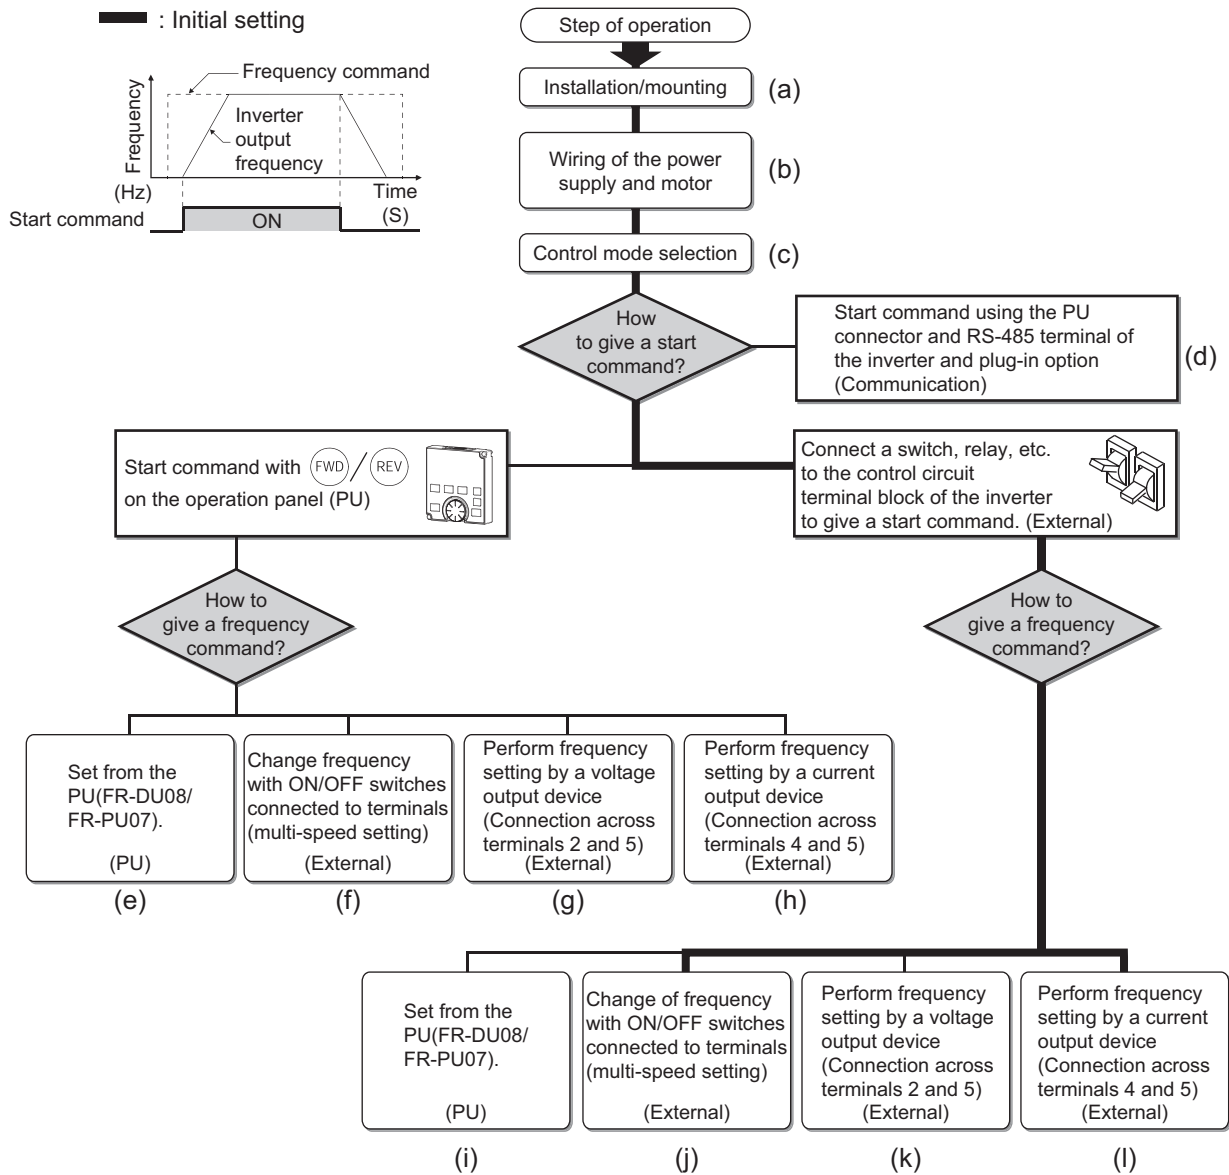 : Initial setting
Step of operation
Frequency command
Inverter
output
frequency
Frequency
(Hz)
Time
(S)
Start command
ON
Installation/mounting
(a)
Wiring of the power
supply and motor
(b)
Control mode selection
(c)
How
to give a start
command?
Start command using the PU
connector and RS-485 terminal of
the inverter and plug-in option
(Communication)
(d)
Start command with FWD / REV
on the operation panel (PU)
Connect a switch, relay, etc.
to the control circuit
terminal block of the inverter
to give a start command. (External)
How to
give a frequency
command?
How to
give a frequency
command?
Set from the
PU(FR-DU08/
FR-PU07).
(PU)
(e)
Change frequency
with ON/OFF switches
connected to terminals
(multi-speed setting)
(External)
(f)
Perform frequency
setting by a voltage
output device
(Connection across
terminals 2 and 5)
(External)
(g)
Perform frequency
setting by a current
output device
(Connection across
terminals 4 and 5)
(External)
(h)
Set from the
PU(FR-DU08/
FR-PU07).
(PU)
(i)
Change of frequency
with ON/OFF switches
connected to terminals
(multi-speed setting)
(External)
(j)
Perform frequency
setting by a voltage
output device
(Connection across
terminals 2 and 5)
(External)
(k)
Perform frequency
setting by a current
output device
(Connection across
terminals 4 and 5)
(External)
(l)